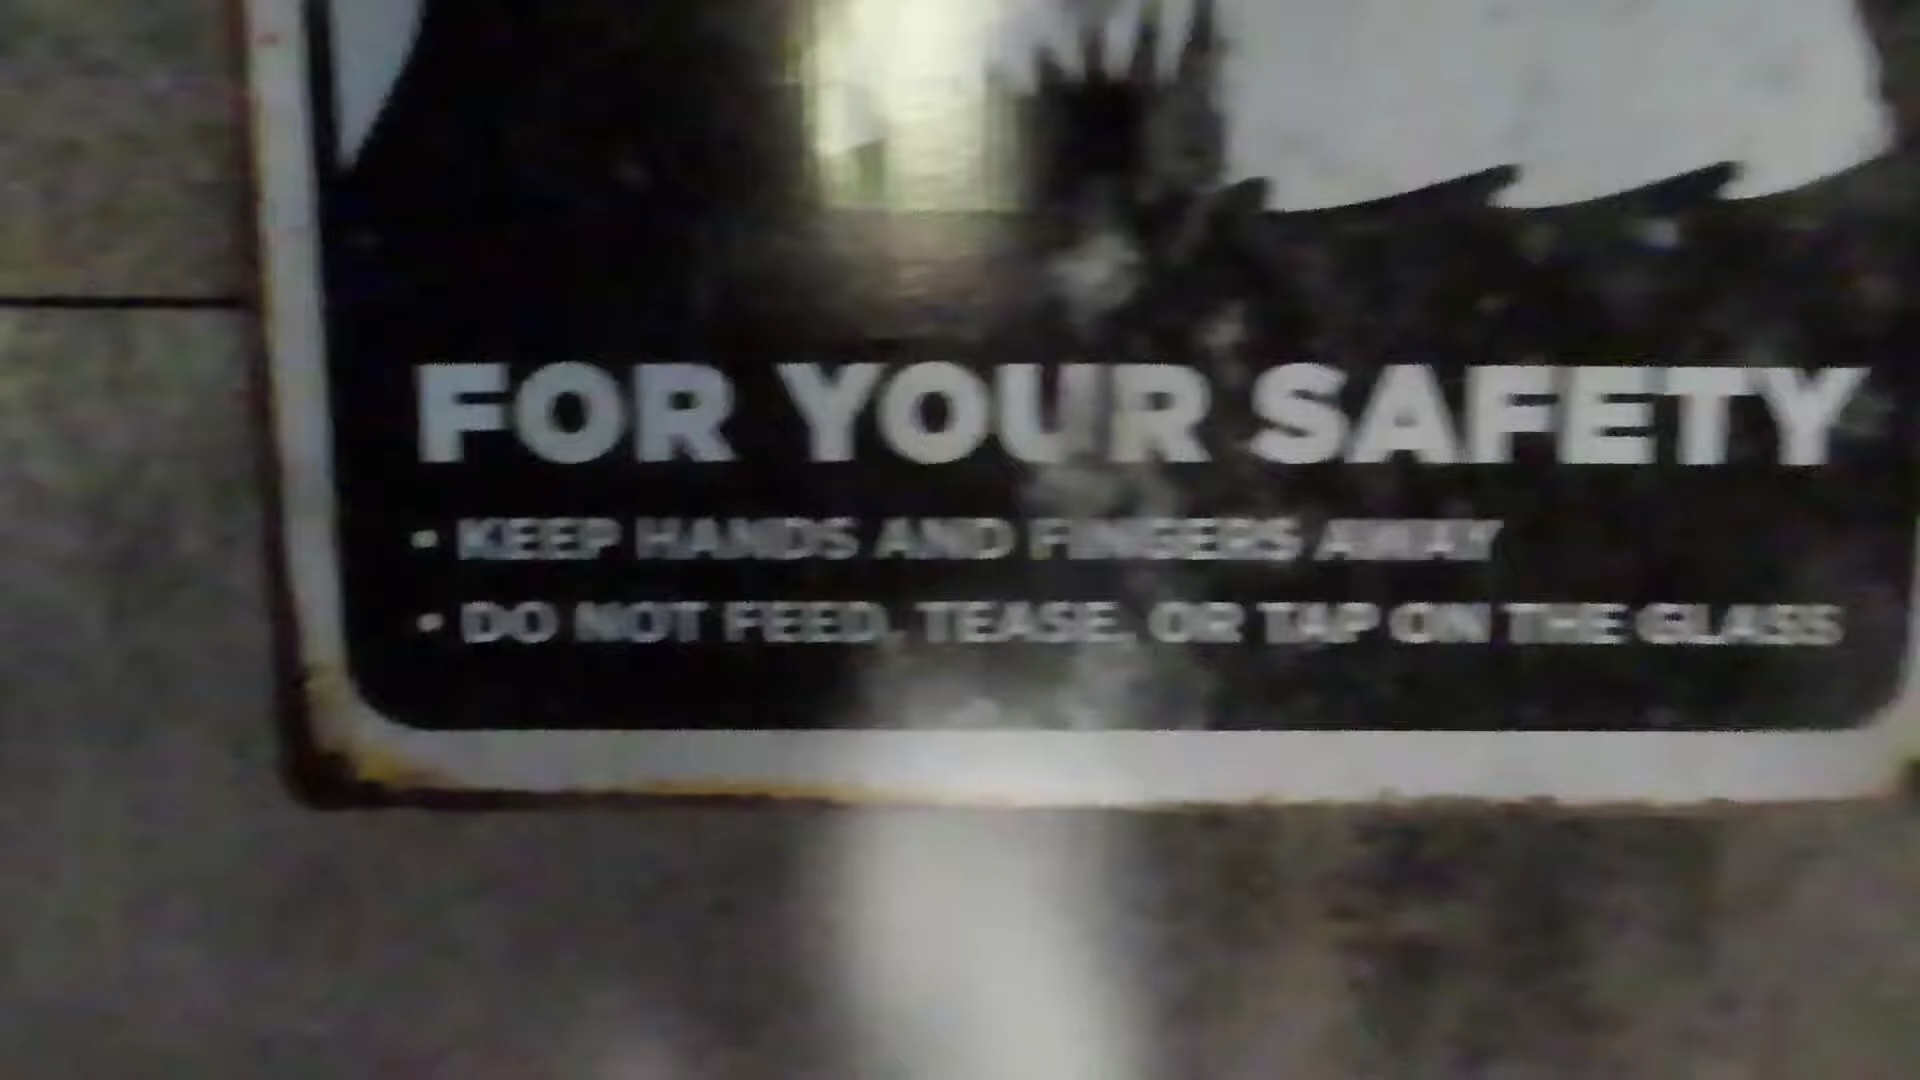 FOR YOUR SAFETY
• KEEP HANDS AND FINGERS AWAY
• DO NOT FEED, TEASE, OR TAP ON THE GLASS